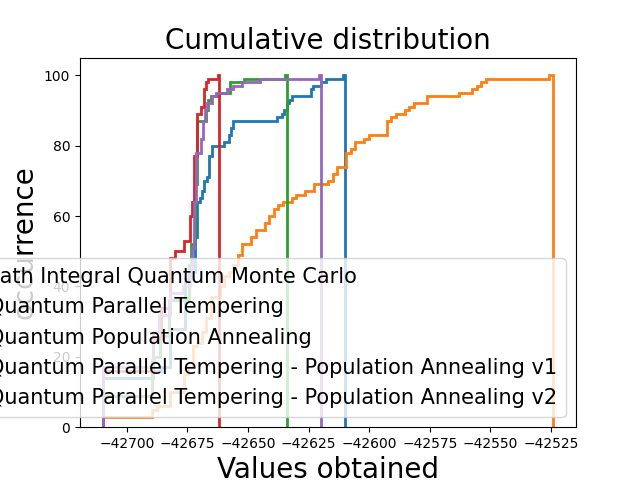 Cumulative distribution
100
80
60
20
0
ath Integral Quantum Monte Carlo
Quantum Parallel Tempering
Quantum Population Annealing
Quantum Parallel Tempering - Population Annealing v1
Quantum Parallel Tempering - Population Annealing v2
−42700 −42675 −42650 −42625 −42600 −42575 −42550 −42525
Values obtained
occurrence